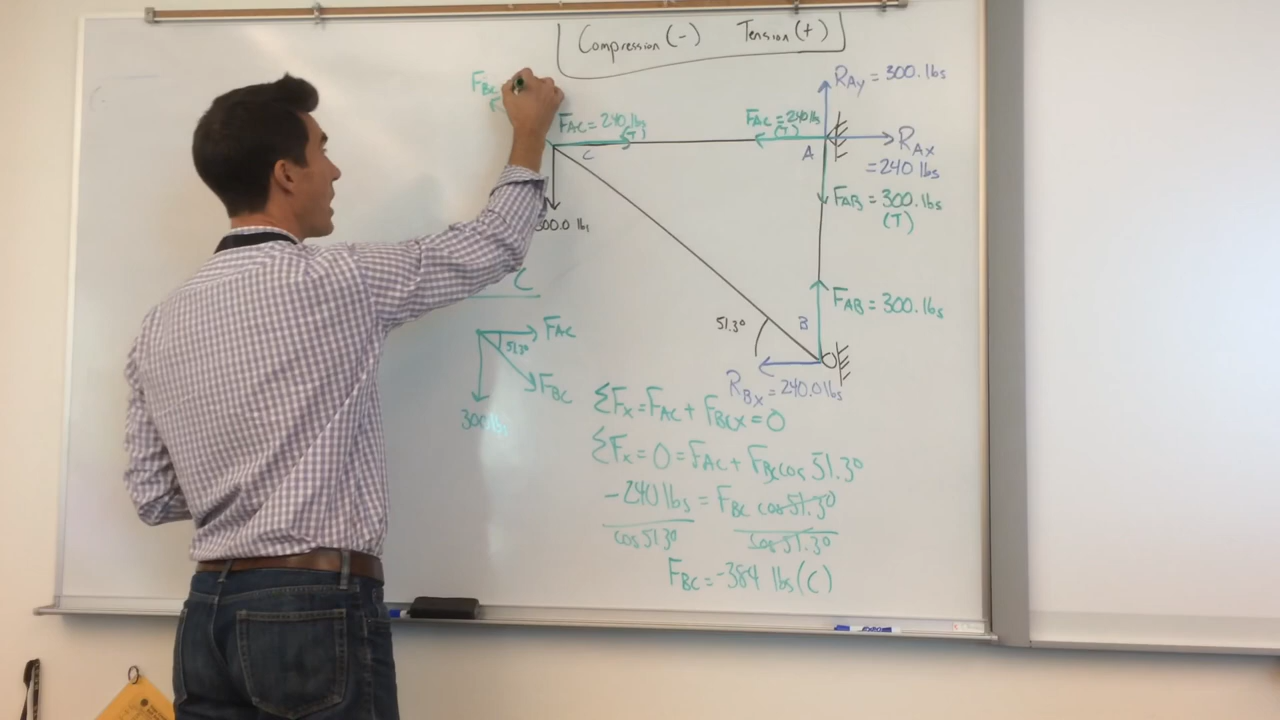 Compression (-) Tension (+)
RAy = 300. lbs
FBC
FAC = 240 lbs
(T)
FAC = 240 lbs
(T)
RAx
= 240 lbs
C
A
FAB = 300. lbs
(T)
300.0 lbs
C
FAB = 300. lbs
51.3°
B
FAC
51.3°
FBC
300 lbs
RBx = 240.0 lbs
ΣFx = FAC + FBCx = 0
ΣFx = 0 = FAC + FBC cos 51.3°
-240 lbs = FBC cos 51.3°
cos 51.3° cos 51.3°
FBC = -384 lbs (C)